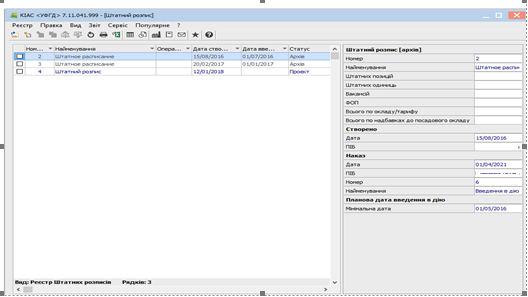 КІАС <УФГД> 7.11.041.999 - [Штатний розпис]
Реєстр Правка Вид Звіт Сервіс Популярне ?
Ном... Найменування Опера... Дата ство... Дата вве... Статус
2 Штатное расписание 15/08/2016 01/07/2016 Архів
3 Штатное расписание 20/02/2017 01/01/2017 Архів
4 Штатний розпис 12/01/2018 Проект
Вид: Реєстр Штатних розписів Рядків: 3
Штатний розпис [архів]
Номер 2
Найменування Штатное распи
Штатних позицій
Штатних одиниць
Вакансій
ФОП
Всього по окладу/тарифу
Всього по надбавках до посадового окладу
Створено
Дата 15/08/2016
ПІБ
Наказ
Дата 01/04/2021
ПІБ
Номер 6
Найменування Введення в дію
Планова дата введення в дію
Мінімальна дата 01/05/2016